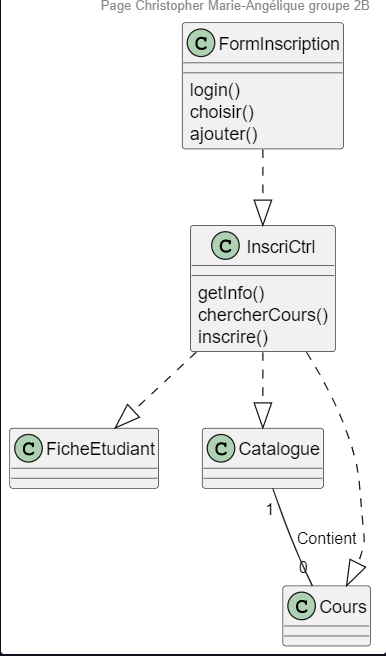 Page Christopher Marie-Angélique groupe 2B
C FormInscription
login()
choisir()
ajouter()
C InscriCtrl
getInfo()
chercherCours()
inscrire()
C FicheEtudiant
C Catalogue
1
Contient
0
C Cours